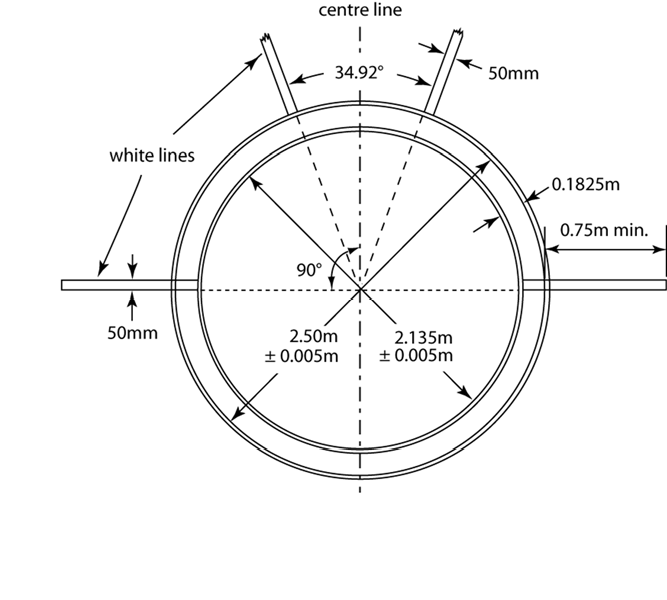 centre line
34.92°
50mm
white lines
0.1825m
0.75m min.
90°
50mm
2.50m
± 0.005m
2.135m
± 0.005m